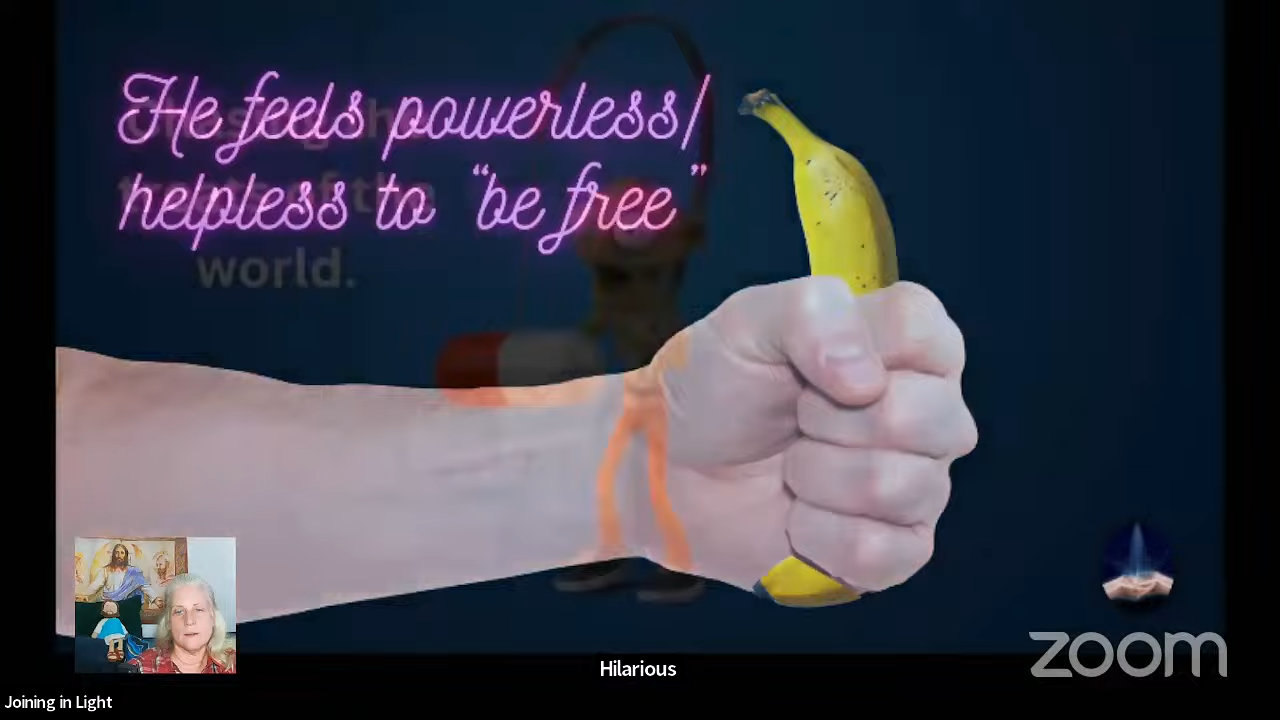 He feels powerless/
helpless to “be free”
world.
Hilarious
zoom
Joining in Light